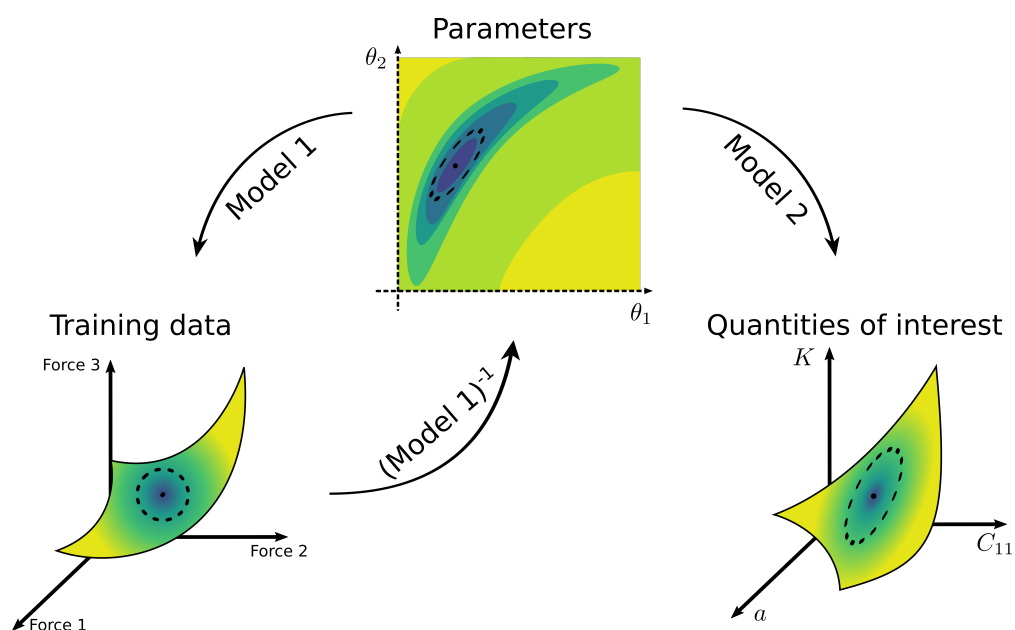 Parameters
θ₂
Model 1
Model 2
θ₁
Training data
Quantities of interest
Force 3
K
(Model 1)⁻¹
Force 2
C₁₁
Force 1
a